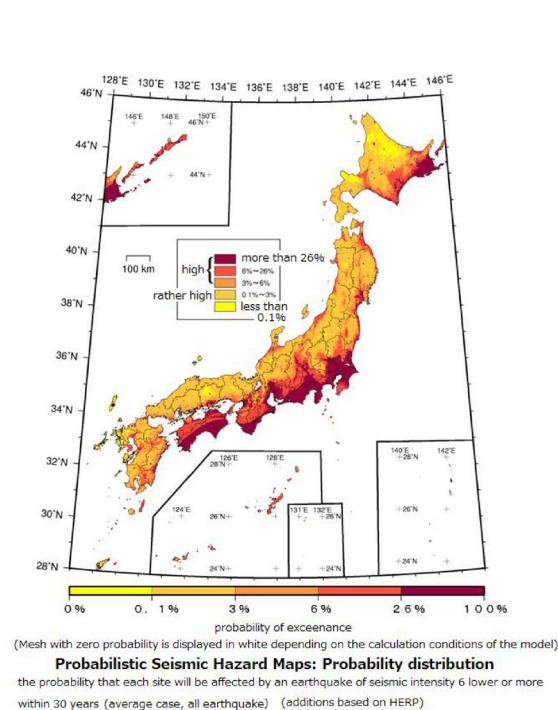 128°E 130°E 132°E 134°E 136°E 138°E 140°E 142°E 144°E 146°E
46°N
146°E 148°E 150°E
46°N
44°N
44°N
42°N
40°N
100 km
high
more than 26%
6%~26%
3%~6%
rather high
0.1%~3%
less than
0.1%
38°N
36°N
34°N
32°N
126°E 128°E
28°N
140°E 142°E
28°N
30°N
124°E
26°N
131°E 132°E
26°N
26°N
28°N
24°N
24°N
24°N
0% 0.1% 3% 6% 26% 100%
probability of exceenance
(Mesh with zero probability is displayed in white depending on the calculation conditions of the model)
Probabilistic Seismic Hazard Maps: Probability distribution
the probability that each site will be affected by an earthquake of seismic intensity 6 lower or more
within 30 years (average case, all earthquake) (additions based on HERP)